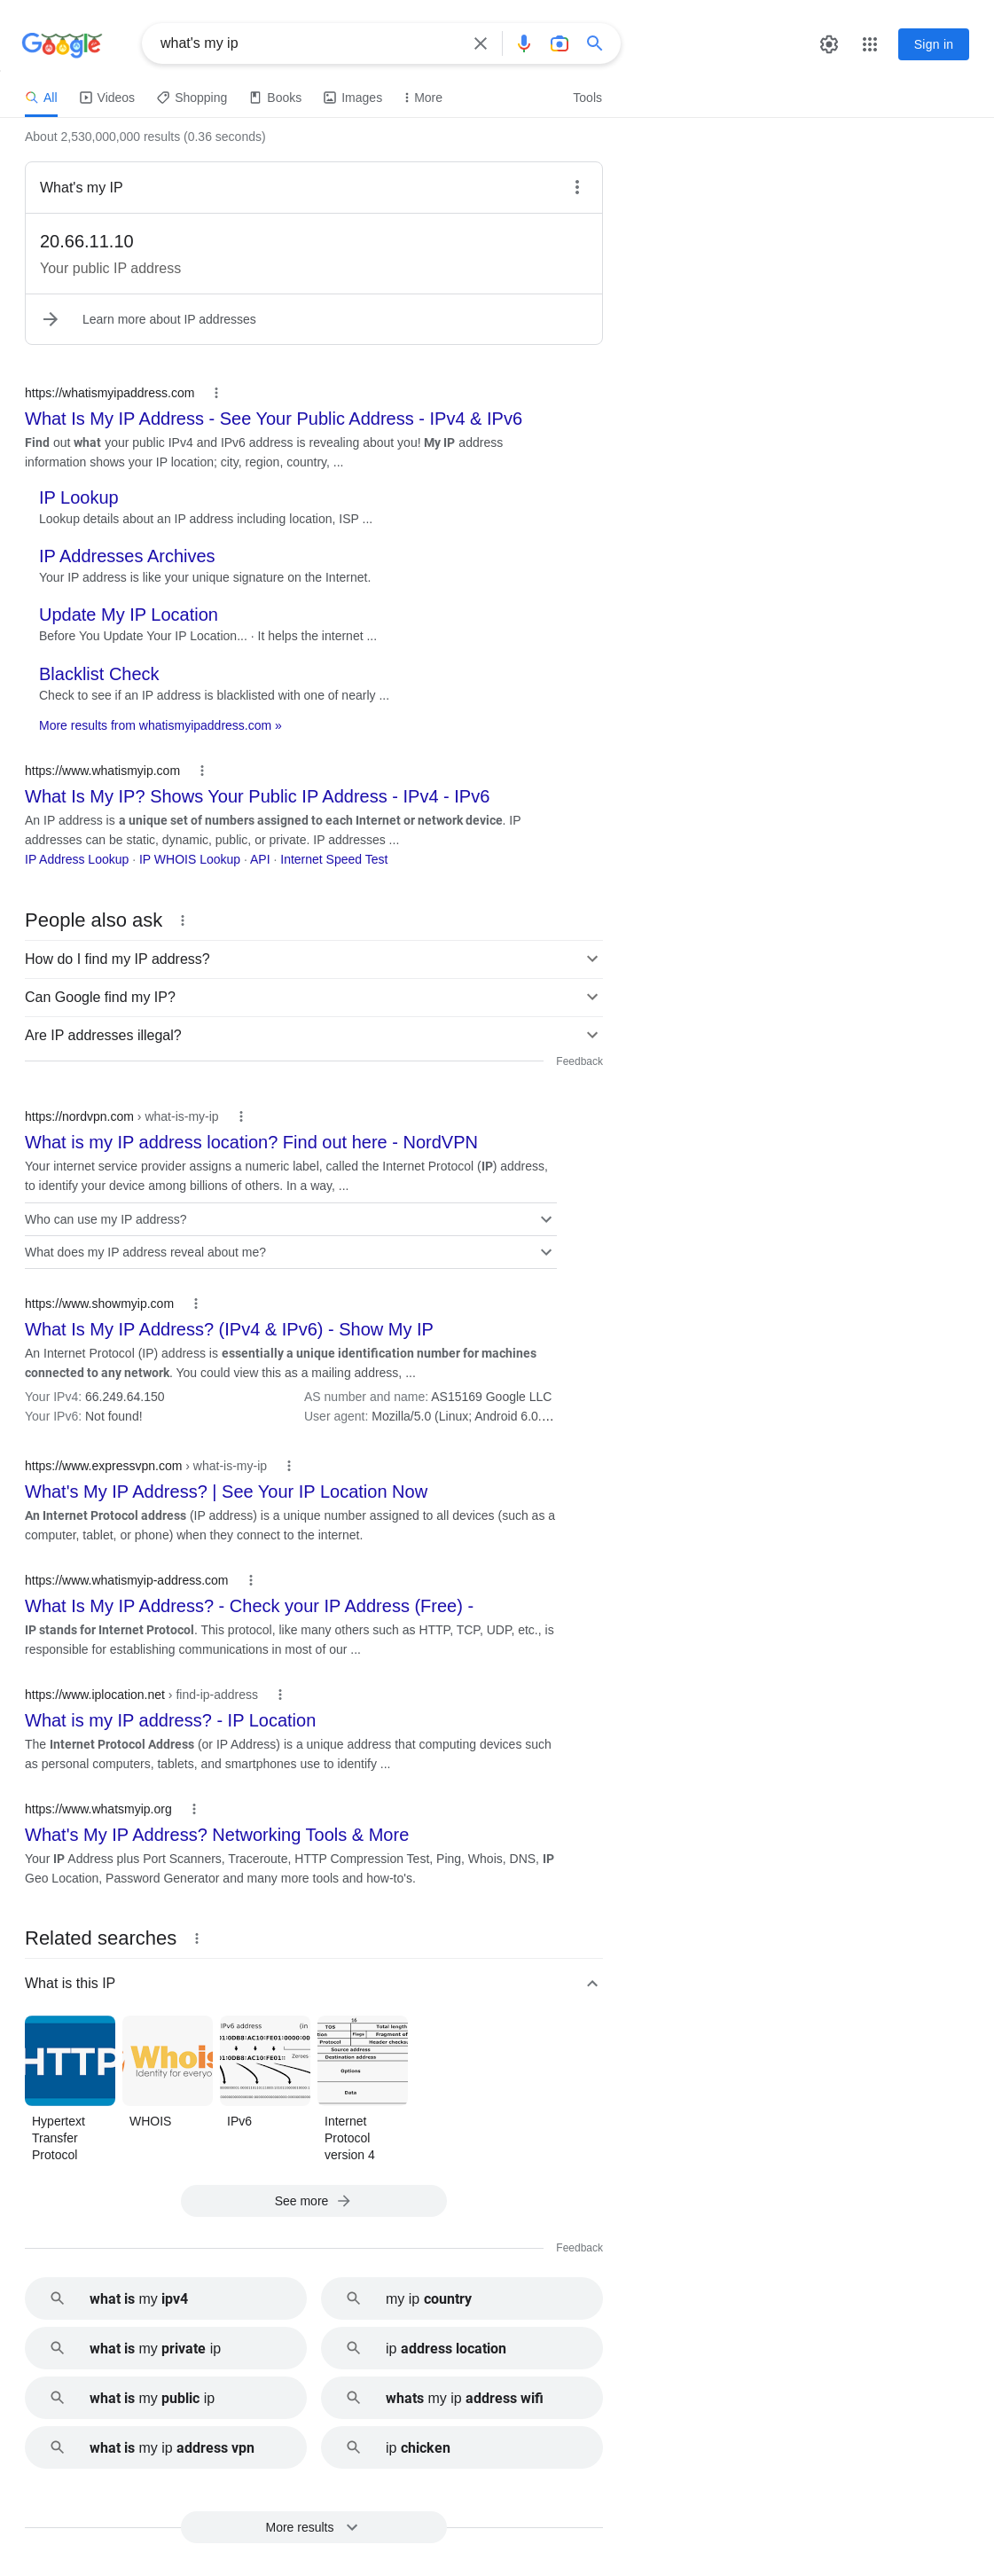 Google
what's my ip
Sign in
All
Videos
Shopping
Books
Images
More
Tools
About 2,530,000,000 results (0.36 seconds)
What's my IP
20.66.11.10
Your public IP address
Learn more about IP addresses
https://whatismyipaddress.com
What Is My IP Address - See Your Public Address - IPv4 & IPv6
Find out what your public IPv4 and IPv6 address is revealing about you! My IP address
information shows your IP location; city, region, country, ...
IP Lookup
Lookup details about an IP address including location, ISP ...
IP Addresses Archives
Your IP address is like your unique signature on the Internet.
Update My IP Location
Before You Update Your IP Location... · It helps the internet ...
Blacklist Check
Check to see if an IP address is blacklisted with one of nearly ...
More results from whatismyipaddress.com »
https://www.whatismyip.com
What Is My IP? Shows Your Public IP Address - IPv4 - IPv6
An IP address is a unique set of numbers assigned to each Internet or network device. IP
addresses can be static, dynamic, public, or private. IP addresses ...
IP Address Lookup · IP WHOIS Lookup · API · Internet Speed Test
People also ask
How do I find my IP address?
Can Google find my IP?
Are IP addresses illegal?
Feedback
https://nordvpn.com › what-is-my-ip
What is my IP address location? Find out here - NordVPN
Your internet service provider assigns a numeric label, called the Internet Protocol (IP) address,
to identify your device among billions of others. In a way, ...
Who can use my IP address?
What does my IP address reveal about me?
https://www.showmyip.com
What Is My IP Address? (IPv4 & IPv6) - Show My IP
An Internet Protocol (IP) address is essentially a unique identification number for machines
connected to any network. You could view this as a mailing address, ...
Your IPv4: 66.249.64.150
AS number and name: AS15169 Google LLC
Your IPv6: Not found!
User agent: Mozilla/5.0 (Linux; Android 6.0....
https://www.expressvpn.com › what-is-my-ip
What's My IP Address? | See Your IP Location Now
An Internet Protocol address (IP address) is a unique number assigned to all devices (such as a
computer, tablet, or phone) when they connect to the internet.
https://www.whatismyip-address.com
What Is My IP Address? - Check your IP Address (Free) -
IP stands for Internet Protocol. This protocol, like many others such as HTTP, TCP, UDP, etc., is
responsible for establishing communications in most of our ...
https://www.iplocation.net › find-ip-address
What is my IP address? - IP Location
The Internet Protocol Address (or IP Address) is a unique address that computing devices such
as personal computers, tablets, and smartphones use to identify ...
https://www.whatsmyip.org
What's My IP Address? Networking Tools & More
Your IP Address plus Port Scanners, Traceroute, HTTP Compression Test, Ping, Whois, DNS, IP
Geo Location, Password Generator and many more tools and how-to's.
Related searches
What is this IP
HTTP
Whois
Identity for everyo
IPv6 address (in
Zeroes
16
TOS Total length
Flags Fragment of
Protocol Header checksu
Source address
Destination address
Options
Data
Hypertext
Transfer
Protocol
WHOIS
IPv6
Internet
Protocol
version 4
See more
Feedback
what is my ipv4
my ip country
what is my private ip
ip address location
what is my public ip
whats my ip address wifi
what is my ip address vpn
ip chicken
More results